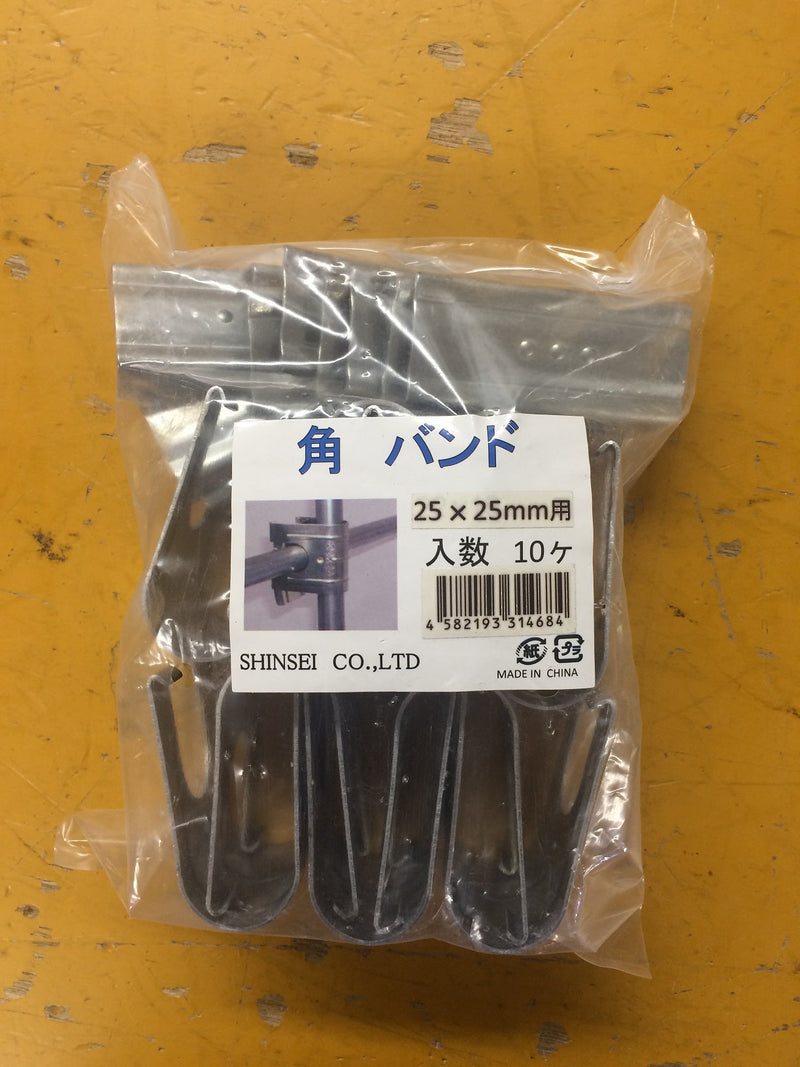 角 バンド
25×25mm用
入数 10ケ
4 582193 314684
SHINSEI CO.,LTD
紙 プラ
MADE IN CHINA